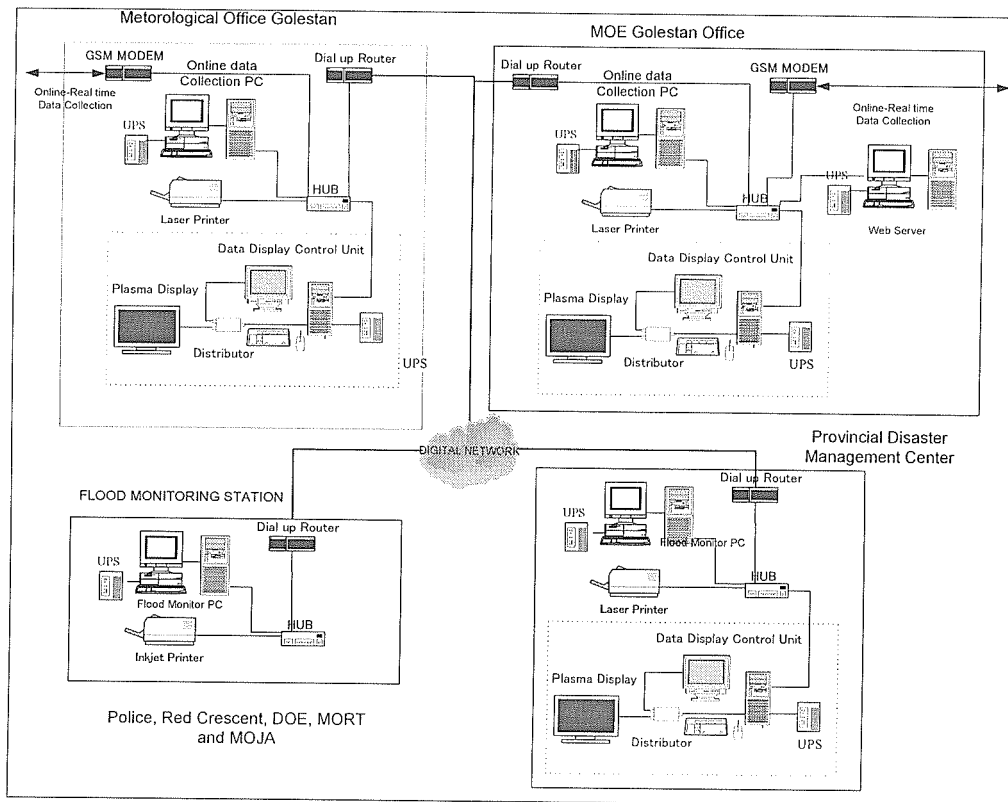 Metorological Office Golestan
GSM MODEM
Online data
Collection PC
Dial up Router
Online-Real time
Data Collection
UPS
HUB
Laser Printer
Data Display Control Unit
Plasma Display
Distributor
UPS
MOE Golestan Office
Dial up Router
Online data
Collection PC
GSM MODEM
Online-Real time
Data Collection
UPS
UPS
HUB
Laser Printer
Web Server
Data Display Control Unit
Plasma Display
Distributor
UPS
DIGITAL NETWORK
FLOOD MONITORING STATION
Dial up Router
UPS
Flood Monitor PC
HUB
Inkjet Printer
Police, Red Crescent, DOE, MORT
and MOJA
Provincial Disaster
Management Center
Dial up Router
UPS
Flood Monitor PC
HUB
Laser Printer
Data Display Control Unit
Plasma Display
Distributor
UPS